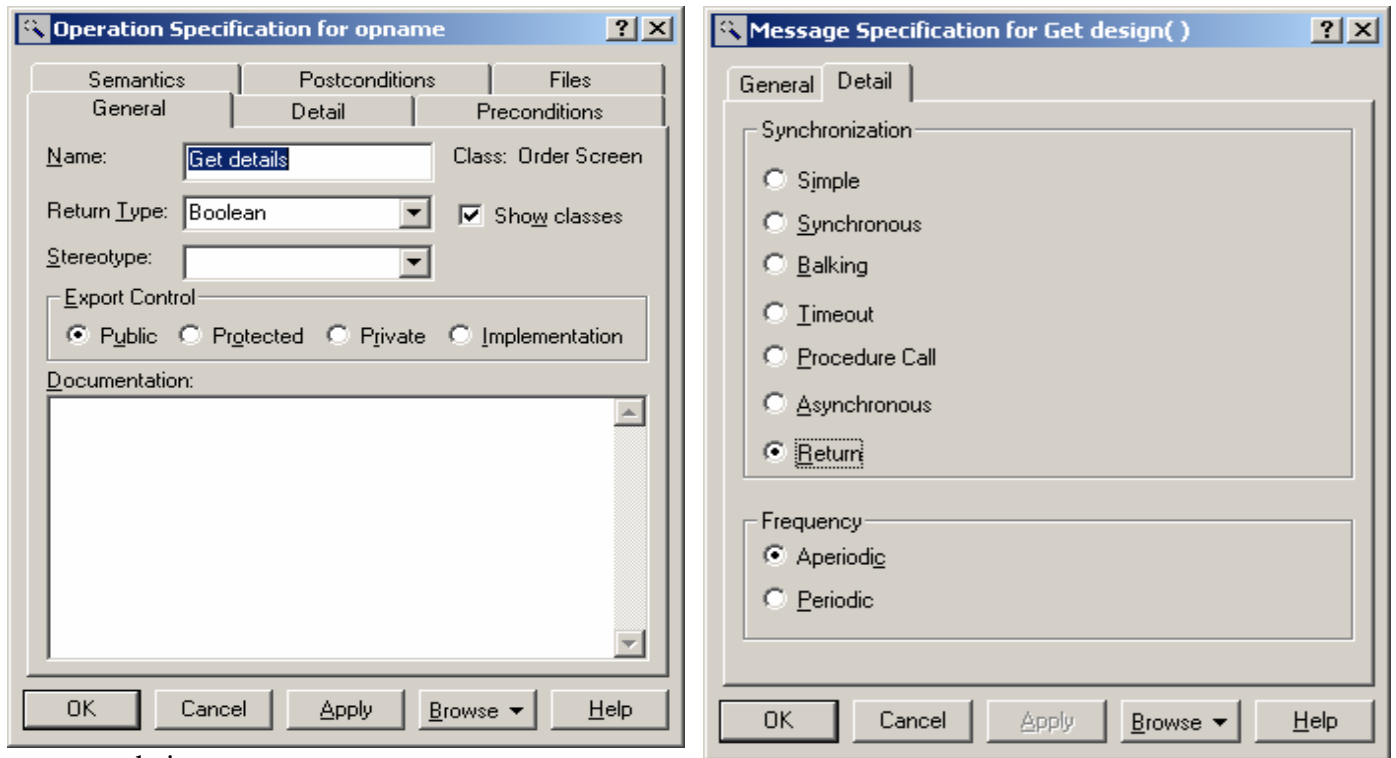 Operation Specification for opname
Semantics Postconditions Files
General Detail Preconditions
Name: Get details Class: Order Screen
Return Type: Boolean Show classes
Stereotype:
Export Control
Public Protected Private Implementation
Documentation:
OK Cancel Apply Browse Help
Message Specification for Get design( )
General Detail
Synchronization
Simple
Synchronous
Balking
Timeout
Procedure Call
Asynchronous
Return
Frequency
Aperiodic
Periodic
OK Cancel Apply Browse Help